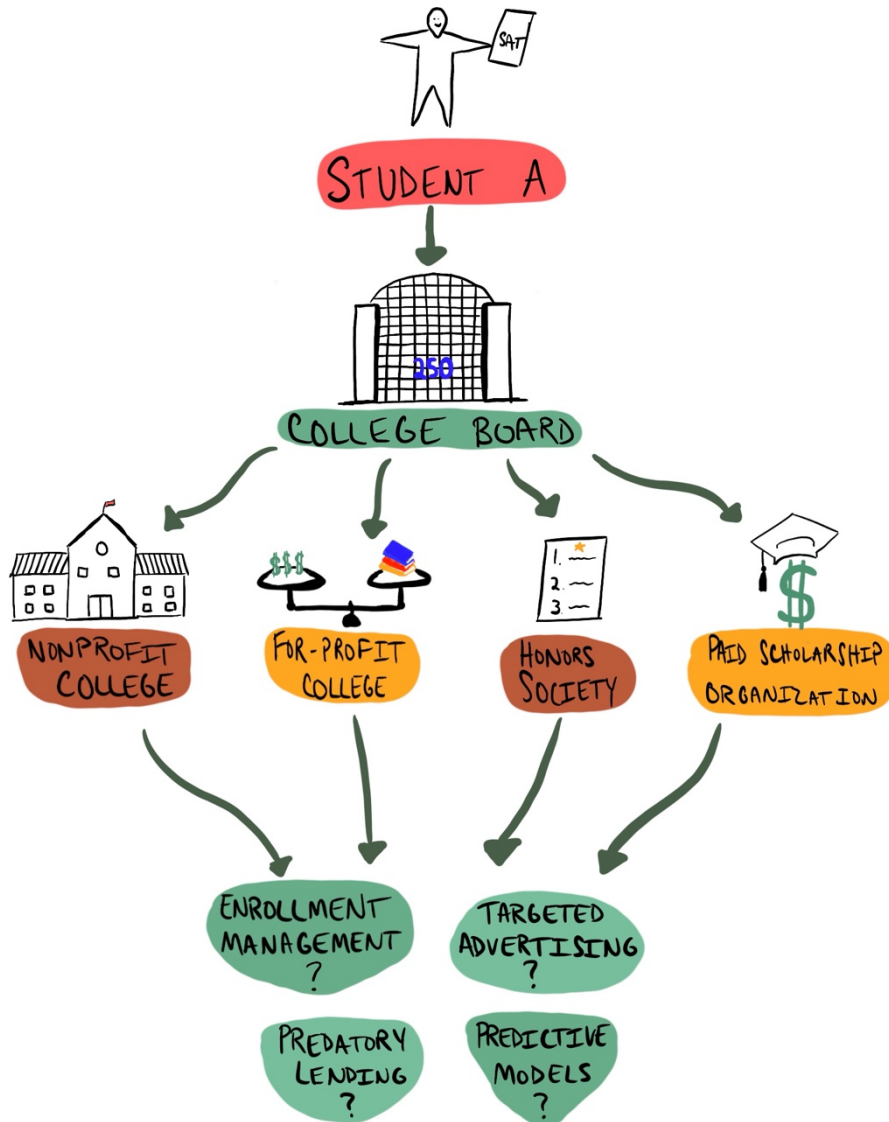 SAT
STUDENT A
250
COLLEGE BOARD
$$$
1.
2.
3.
$
NONPROFIT
COLLEGE
FOR-PROFIT
COLLEGE
HONORS
SOCIETY
PAID SCHOLARSHIP
ORGANIZATION
ENROLLMENT
MANAGEMENT
?
TARGETED
ADVERTISING
?
PREDATORY
LENDING
?
PREDICTIVE
MODELS
?